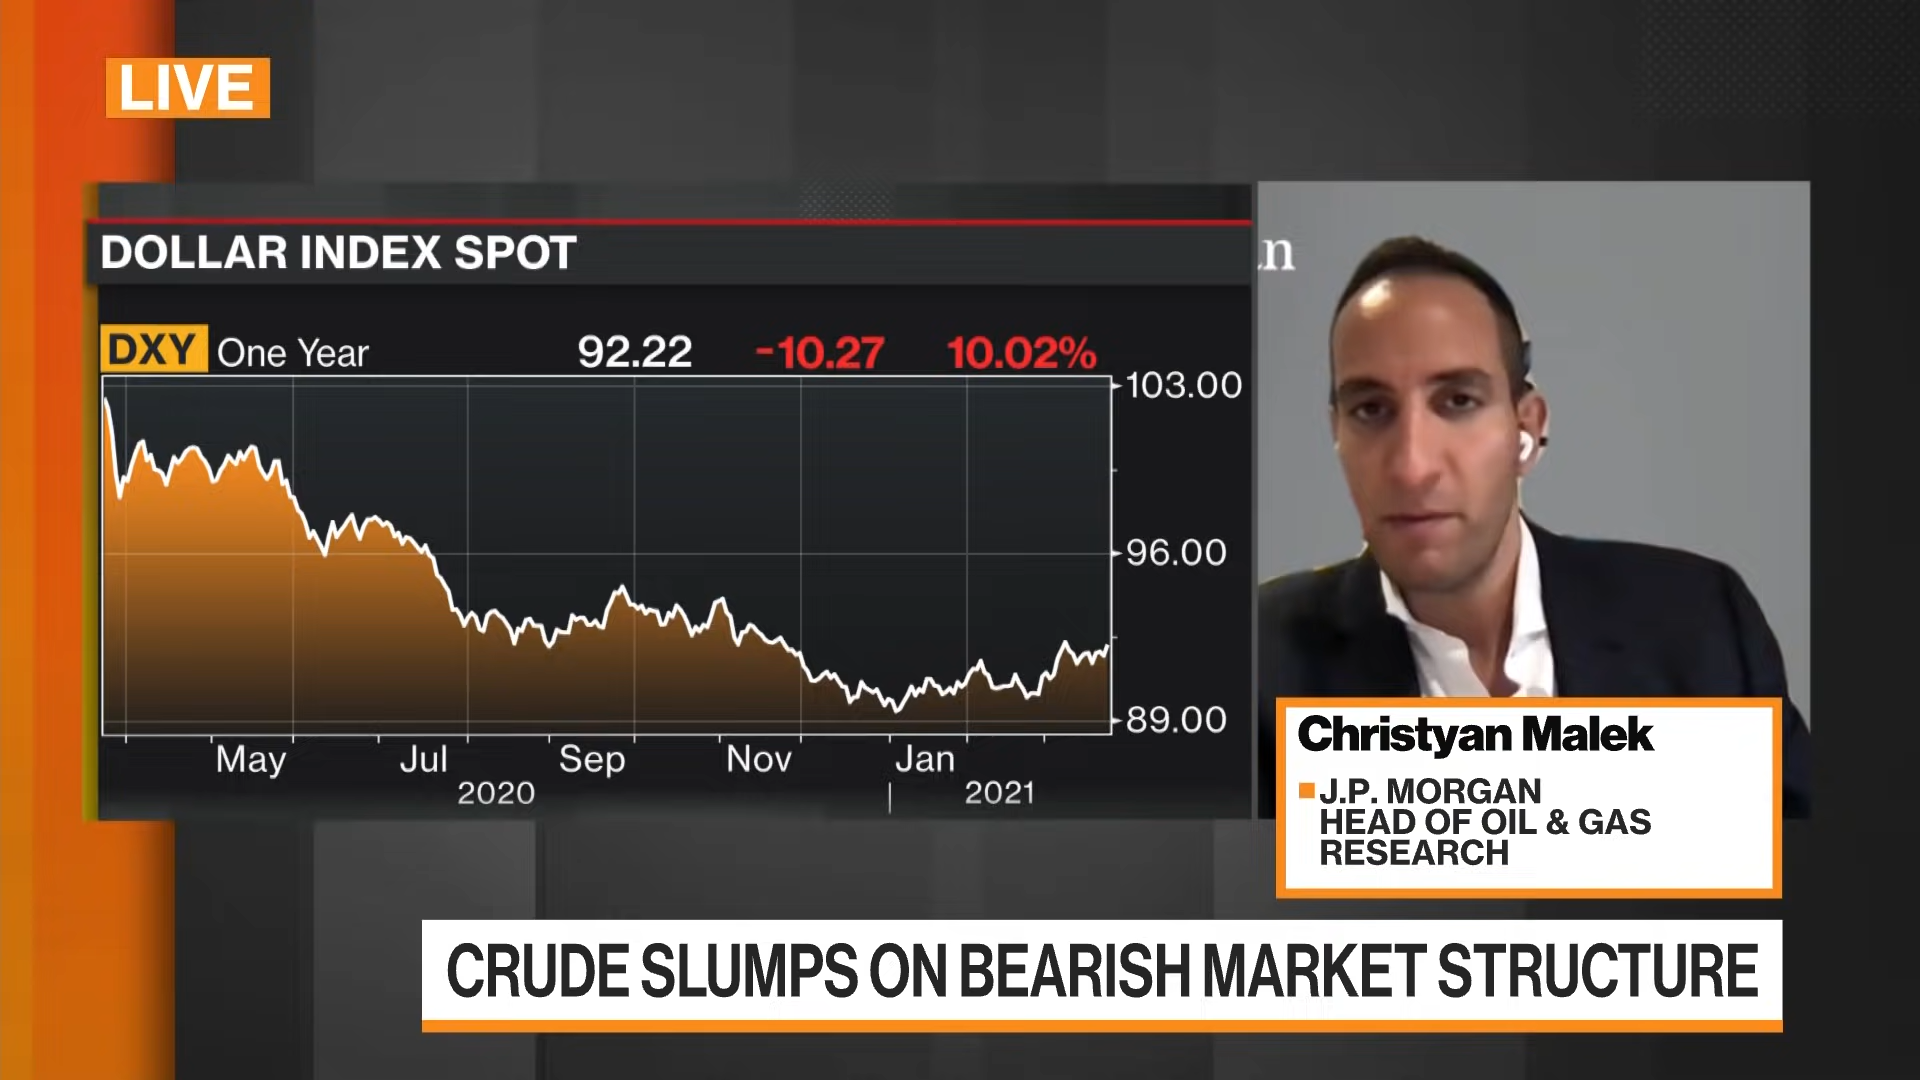 LIVE
DOLLAR INDEX SPOT
DXY One Year 92.22 -10.27 10.02%
103.00
96.00
89.00
May Jul Sep Nov Jan
2020 2021
n
Christyan Malek
J.P. MORGAN
HEAD OF OIL & GAS
RESEARCH
CRUDE SLUMPS ON BEARISH MARKET STRUCTURE